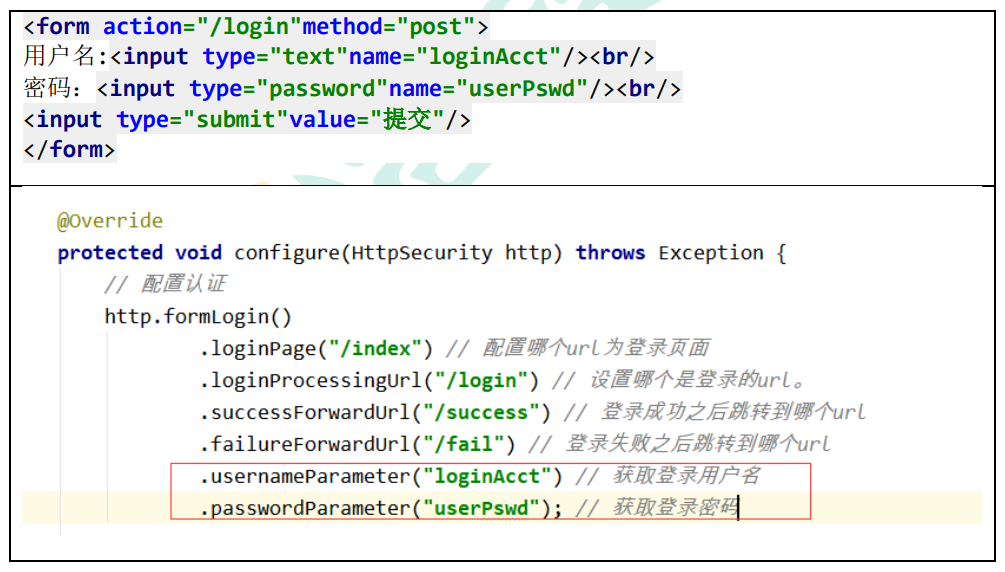 <form action="/login"method="post">
用户名:<input type="text"name="loginAcct"/><br/>
密码：<input type="password"name="userPswd"/><br/>
<input type="submit"value="提交"/>
</form>
@Override
protected void configure(HttpSecurity http) throws Exception {
// 配置认证
http.formLogin()
.loginPage("/index") // 配置哪个url为登录页面
.loginProcessingUrl("/login") // 设置哪个是登录的url。
.successForwardUrl("/success") // 登录成功之后跳转到哪个url
.failureForwardUrl("/fail") // 登录失败之后跳转到哪个url
.usernameParameter("loginAcct") // 获取登录用户名
.passwordParameter("userPswd"); // 获取登录密码